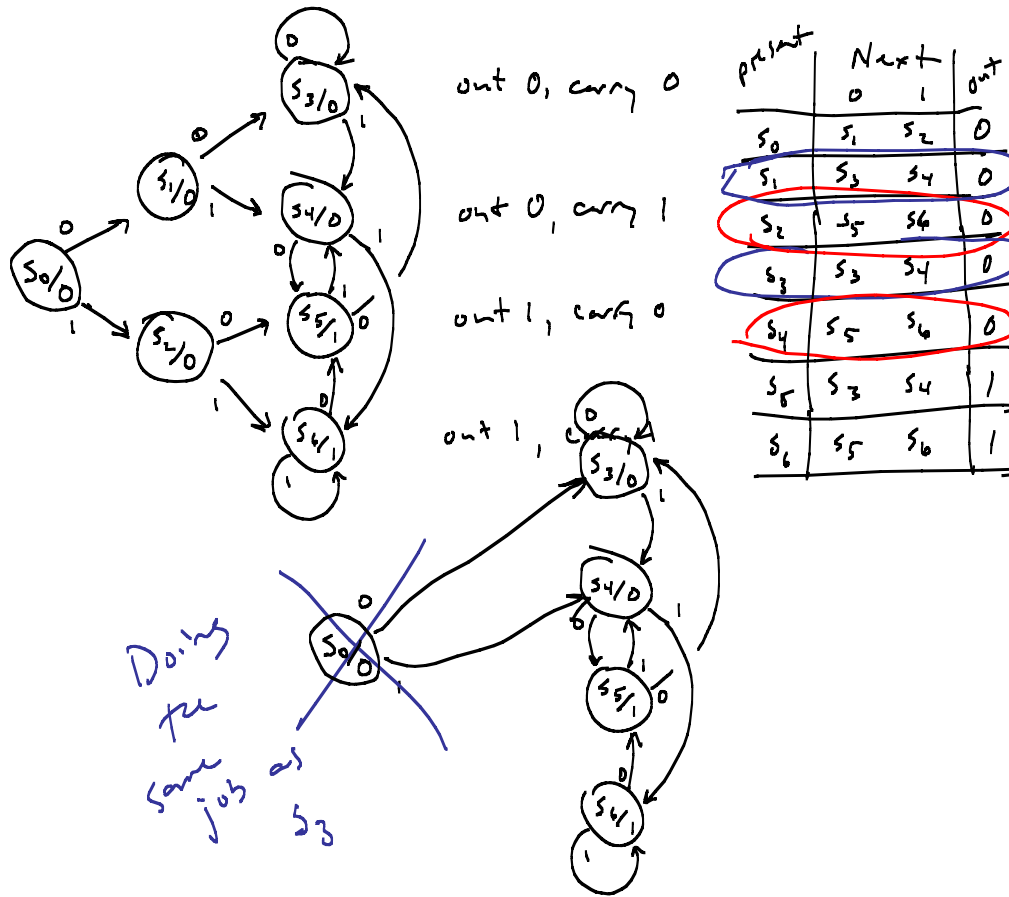 0
S3/0
1
out 0, carry 0
0
S1/0
1
S4/0
1
out 0, carry 1
0
S0/0
1
0
1
S5/1
0
out 1, carry 0
S2/0
0
1
0
S6/1
1
out 1, carry 1
present Next out
0 1
S0 S1 S2 0
S1 S3 S4 0
S2 S5 S6 0
S3 S3 S4 0
S4 S5 S6 0
S5 S3 S4 1
S6 S5 S6 1
0
S3/0
1
0
S0/0
1
S4/0
1
0
1
S5/1
0
0
S6/1
1
Doing
the
same
job as
S3